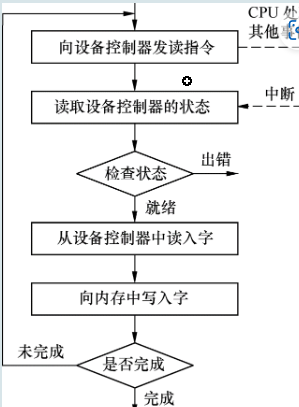 CPU 处
其他
向设备控制器发读指令
读取设备控制器的状态
中断
检查状态
出错
就绪
从设备控制器中读入字
向内存中写入字
未完成
是否完成
完成